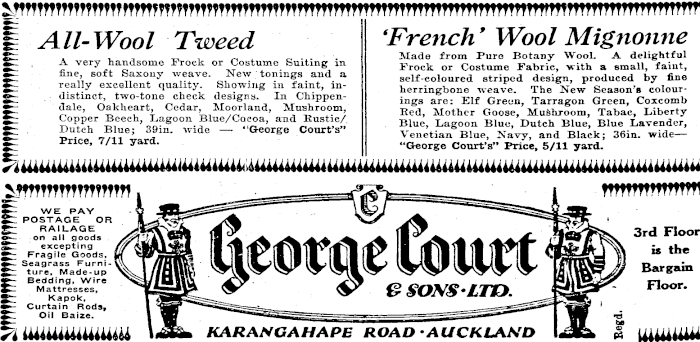 All-Wool Tweed
A very handsome Frock or Costume Suiting in
fine, soft Saxony weave. New tonings and a
really excellent quality. Showing in faint, in-
distinct, two-tone check designs. In Chippen-
dale, Oakheart, Cedar, Moorland, Mushroom,
Copper Beech, Lagoon Blue/Cocoa, and Rustic/
Dutch Blue; 39in. wide — "George Court's"
Price, 7/11 yard.
'French' Wool Mignonne
Made from Pure Botany Wool. A delightful
Frock or Costume Fabric, with a small, faint,
self-coloured striped design, produced by fine
herringbone weave. The New Season's colour-
ings are: Elf Green, Tarragon Green, Coxcomb
Red, Mother Goose, Mushroom, Tabac, Liberty
Blue, Lagoon Blue, Dutch Blue, Blue Lavender,
Venetian Blue, Navy, and Black; 36in. wide—
"George Court's" Price, 5/11 yard.
WE PAY
POSTAGE OR
RAILAGE
on all goods
excepting
Fragile Goods,
Seagrass Furni-
ture, Made-up
Bedding, Wire
Mattresses,
Kapok,
Curtain Rods,
Oil Baize.
C
George Court
& SONS·LTD.
KARANGAHAPE ROAD·AUCKLAND
Regd.
3rd Floor
is the
Bargain
Floor.